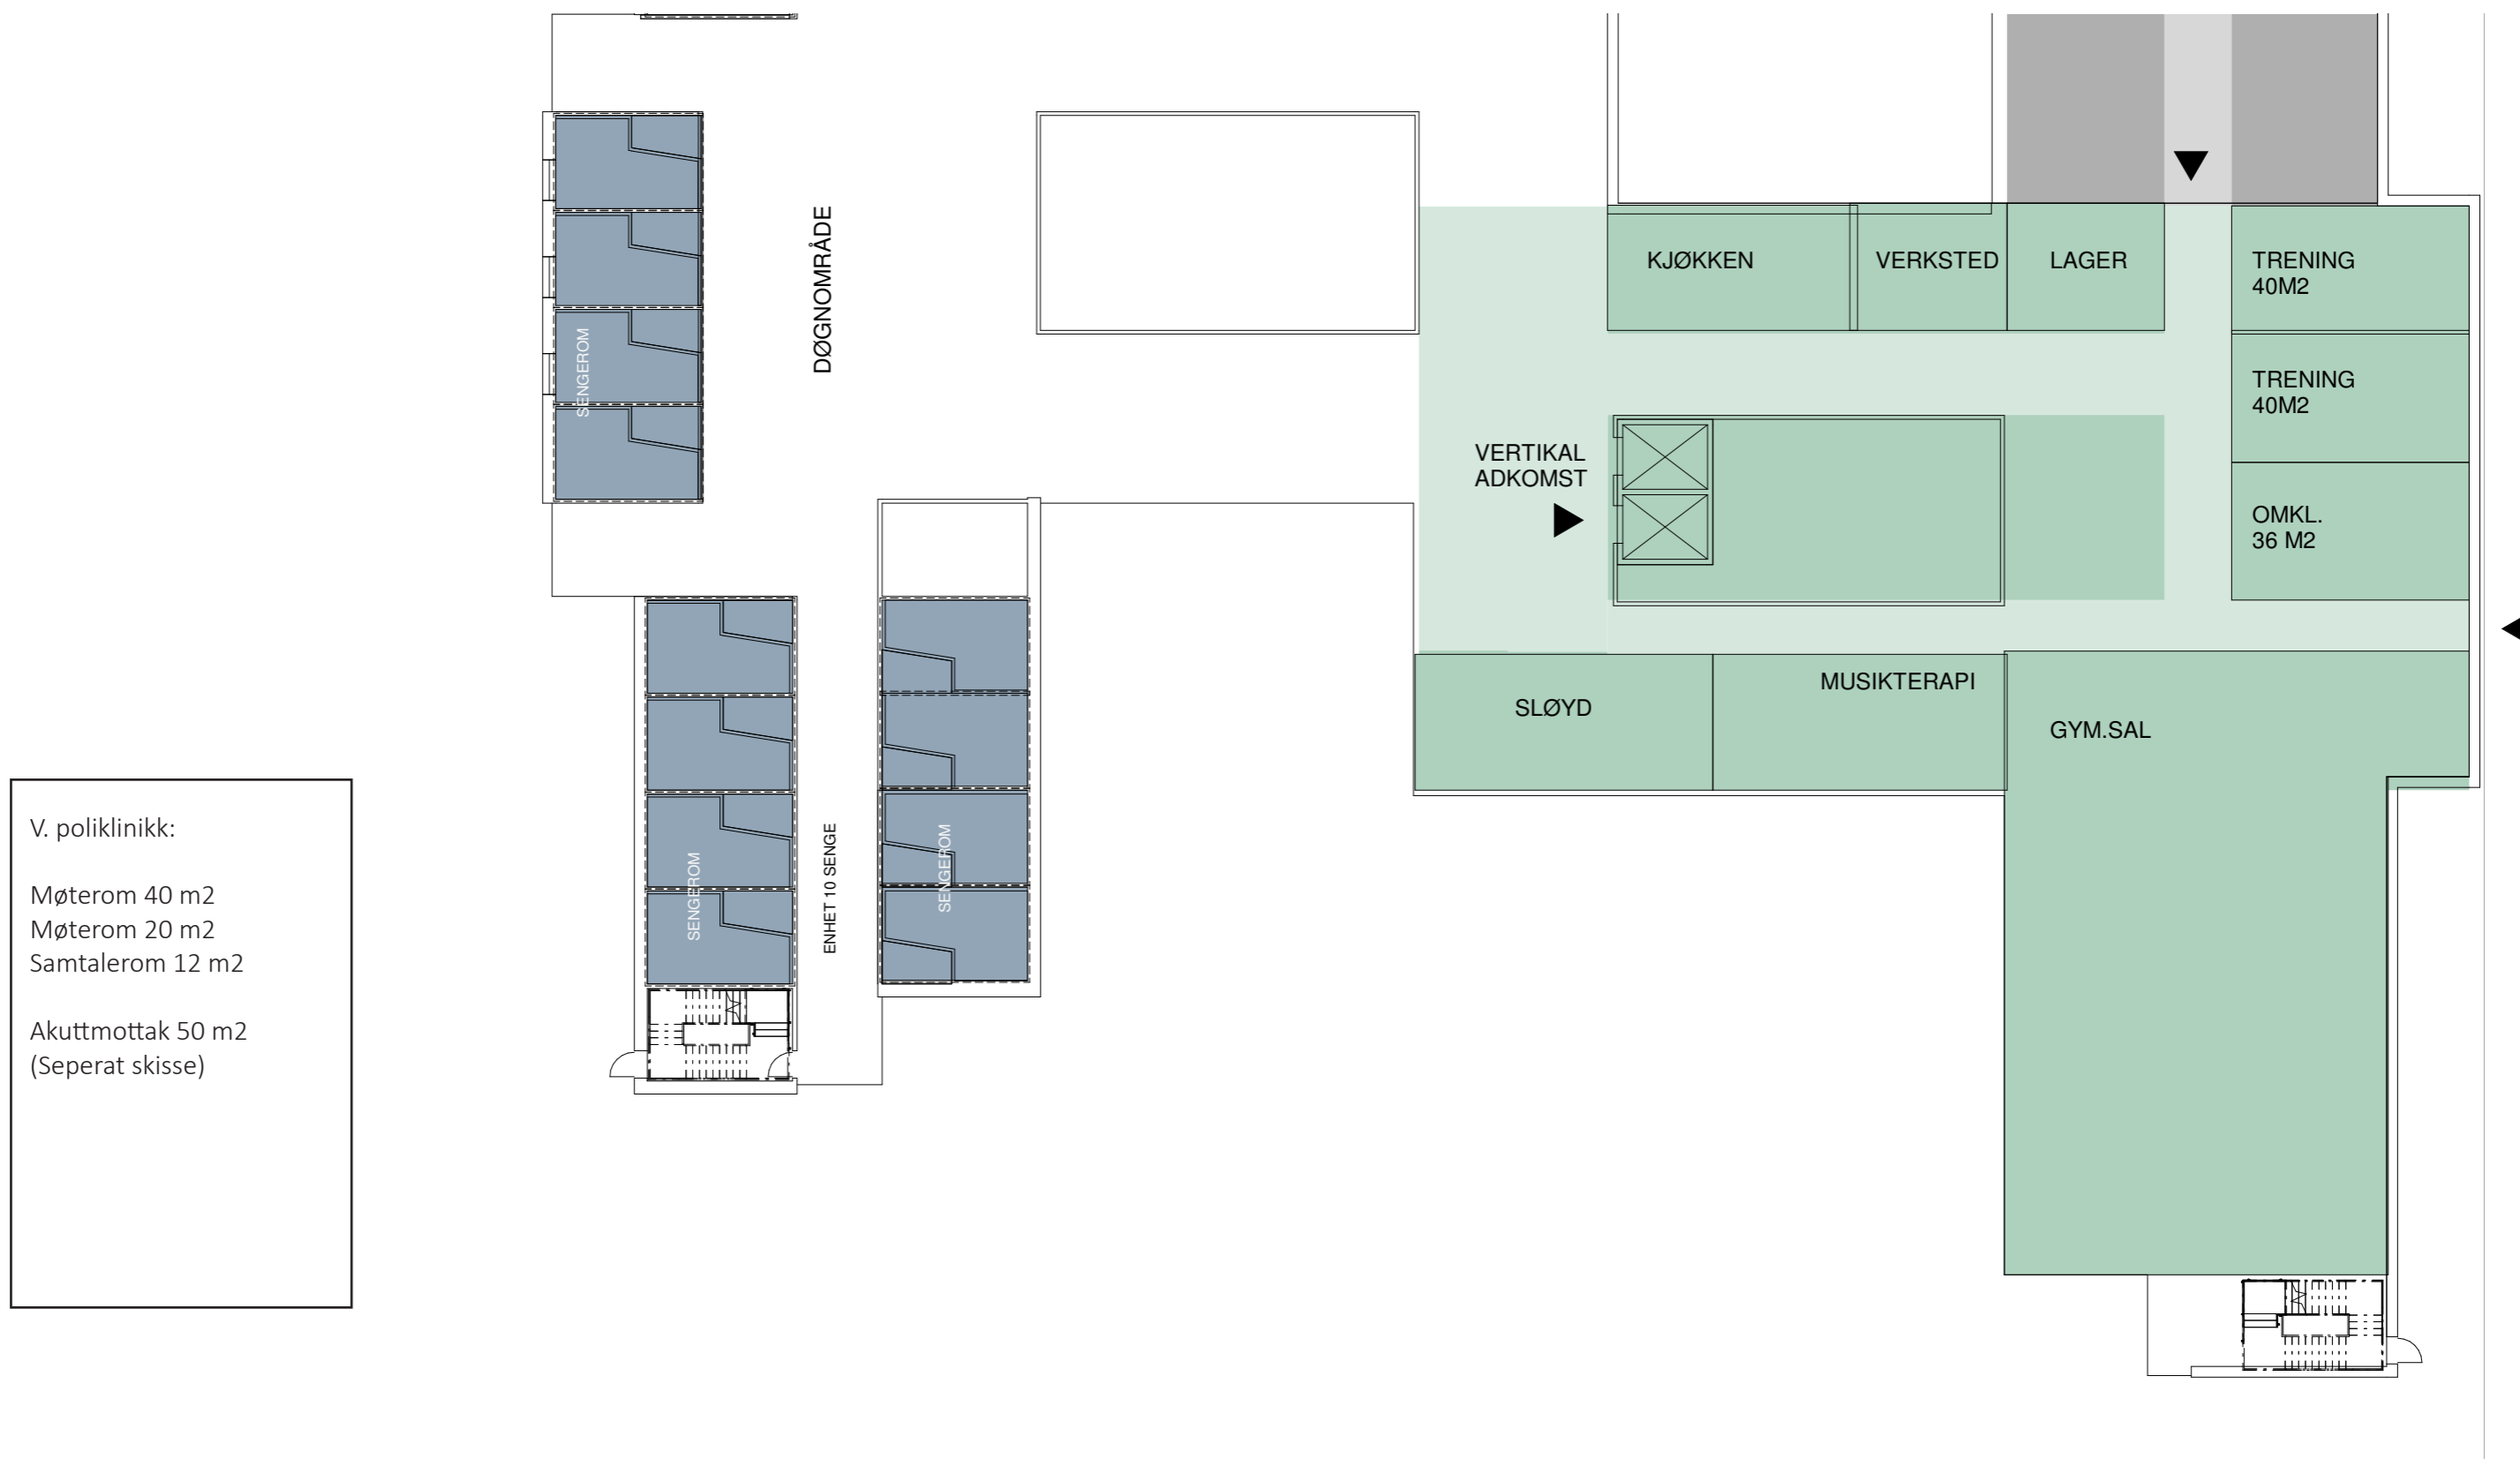 DØGNOMRÅDE
SENGEROM
KJØKKEN
VERKSTED
LAGER
TRENING
40M2
TRENING
40M2
VERTIKAL
ADKOMST
OMKL.
36 M2
SLØYD
MUSIKTERAPI
GYM.SAL
SENGEROM
ENHET 10 SENGE
SENGEROM
V. poliklinikk:
Møterom 40 m2
Møterom 20 m2
Samtalerom 12 m2
Akuttmottak 50 m2
(Seperat skisse)